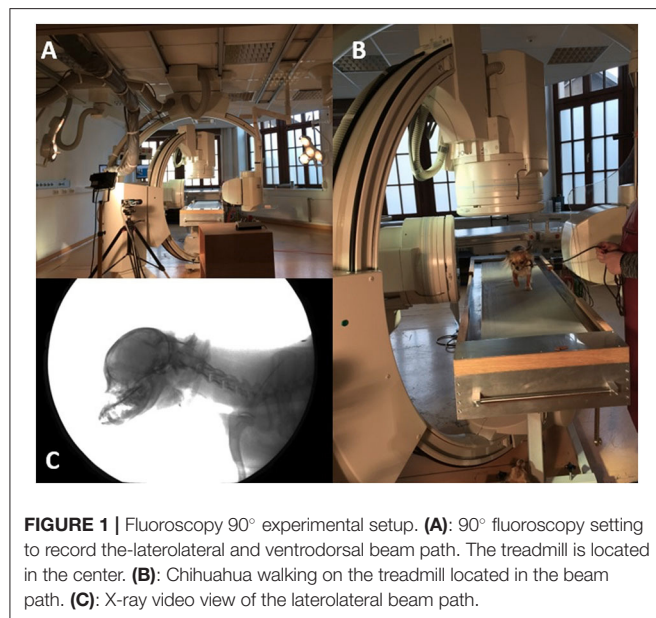 A
B
C
FIGURE 1 | Fluoroscopy 90° experimental setup. (A): 90° fluoroscopy setting
to record the-laterolateral and ventrodorsal beam path. The treadmill is located
in the center. (B): Chihuahua walking on the treadmill located in the beam
path. (C): X-ray video view of the laterolateral beam path.